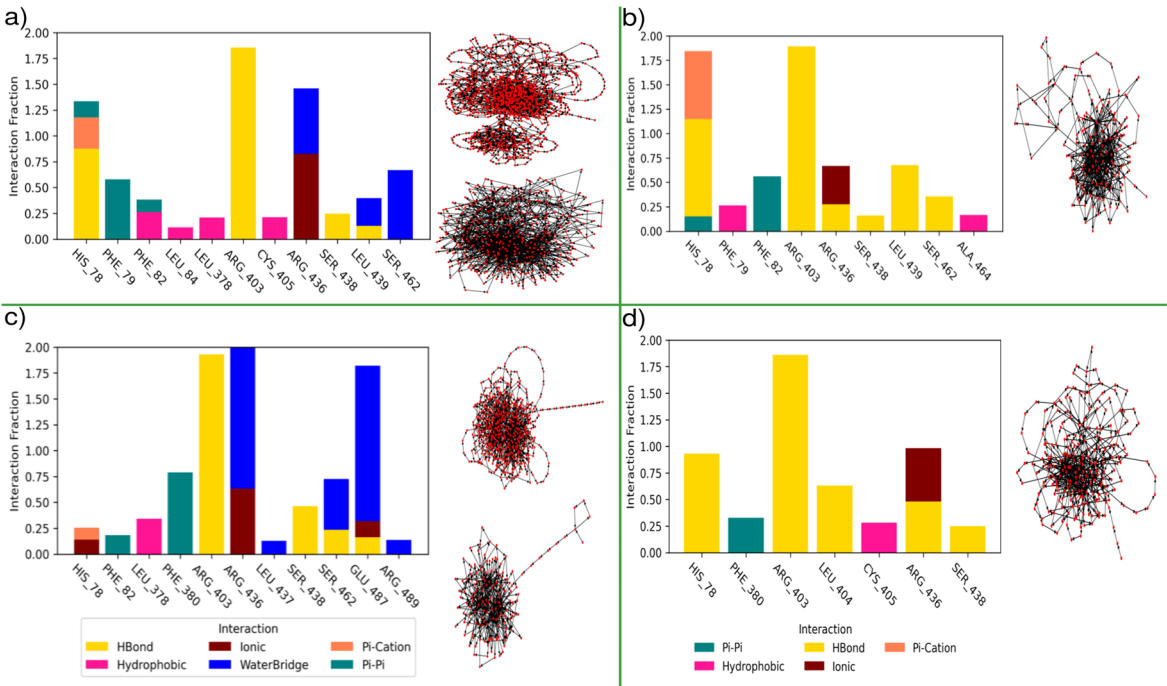 a)
Interaction Fraction
2.00
1.75
1.50
1.25
1.00
0.75
0.50
0.25
0.00
HIS_78
PHE_79
PHE_82
LEU_84
LEU_378
ARG_403
CYS_405
ARG_436
SER_438
LEU_439
SER_462
b)
Interaction Fraction
2.00
1.75
1.50
1.25
1.00
0.75
0.50
0.25
0.00
HIS_78
PHE_79
PHE_82
ARG_403
ARG_436
SER_438
LEU_439
SER_462
ALA_464
c)
Interaction Fraction
2.00
1.75
1.50
1.25
1.00
0.75
0.50
0.25
0.00
HIS_78
PHE_82
LEU_378
PHE_380
ARG_403
ARG_436
LEU_437
SER_438
SER_462
GLU_487
ARG_489
Interaction
HBond Ionic Pi-Cation
Hydrophobic WaterBridge Pi-Pi
d)
Interaction Fraction
2.00
1.75
1.50
1.25
1.00
0.75
0.50
0.25
0.00
HIS_78
PHE_380
ARG_403
LEU_404
CYS_405
ARG_436
SER_438
Interaction
Pi-Pi HBond Pi-Cation
Hydrophobic Ionic